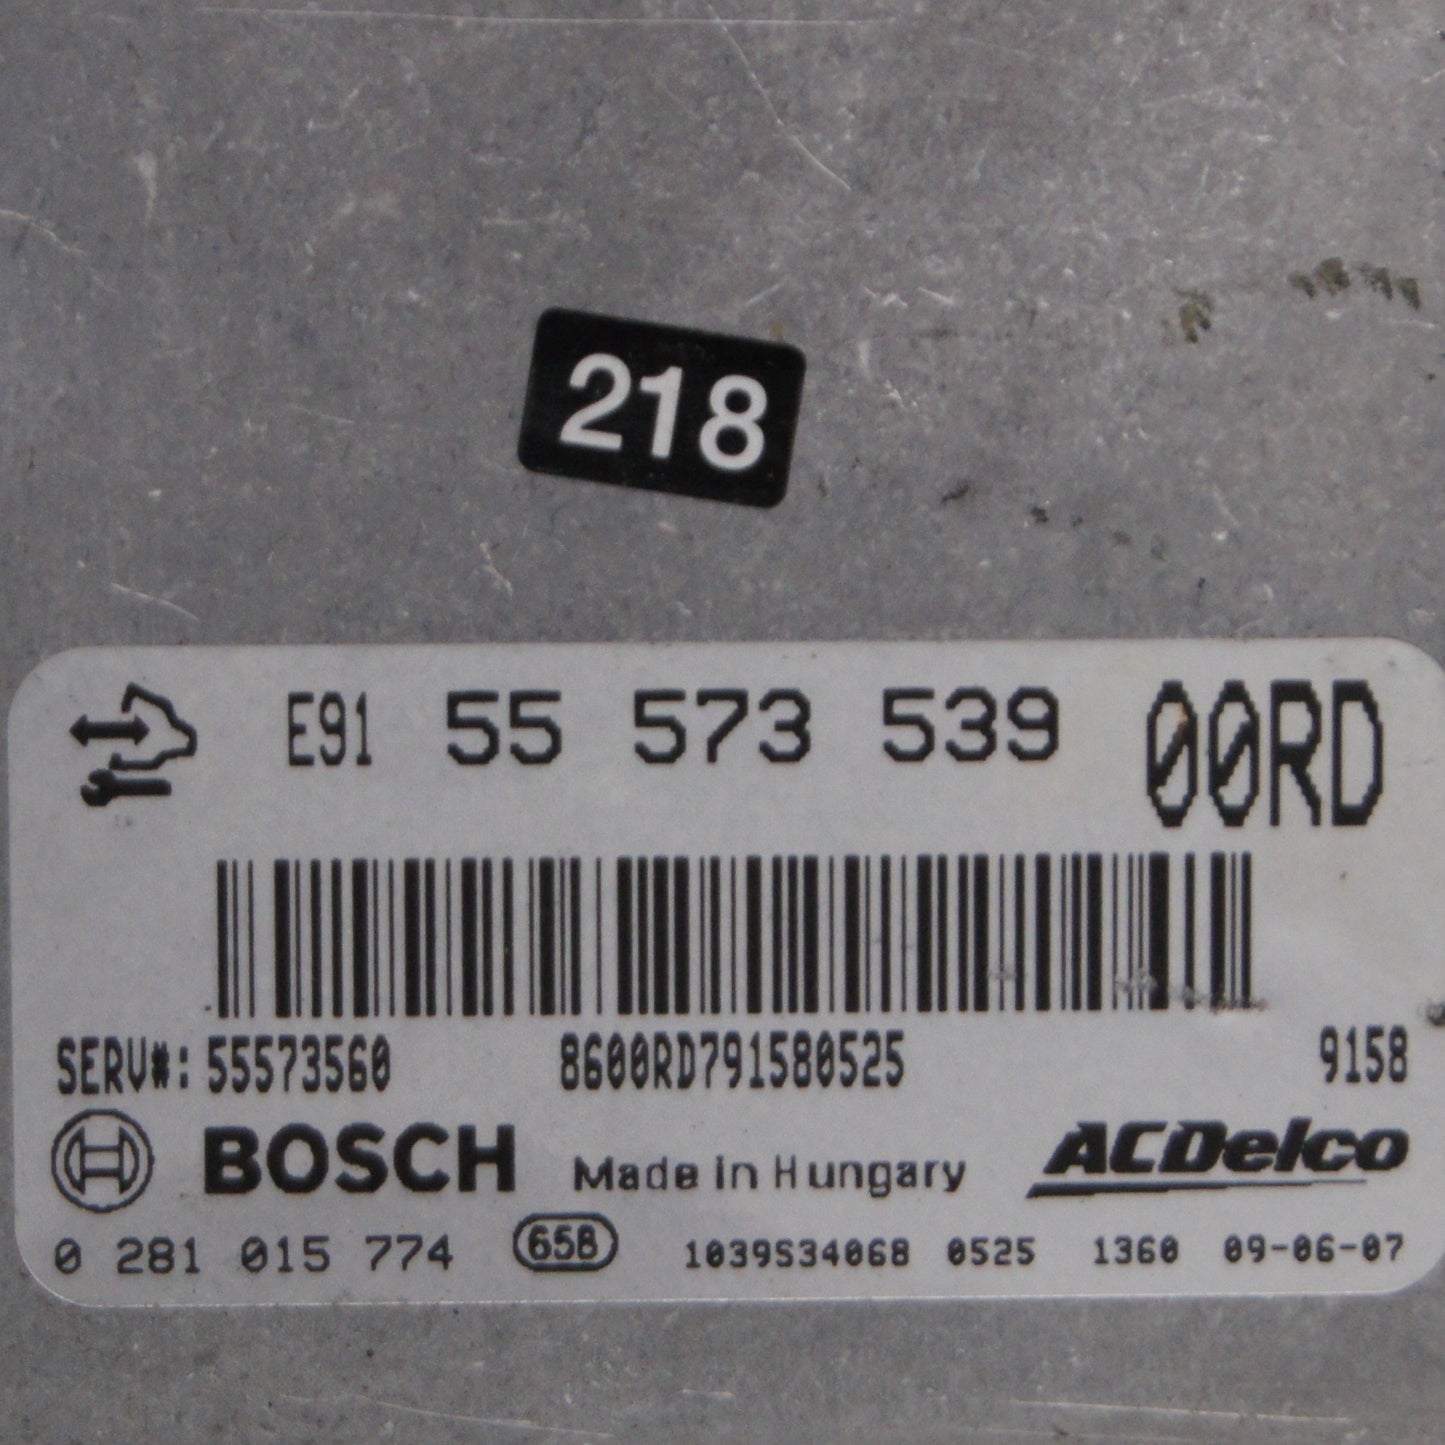 218
E91 55 573 539 00RD
SERV#: 55573560 8600RD791580525 9158
BOSCH Made in Hungary ACDelco
0 281 015 774 658 1039S34068 0525 1360 09-06-07